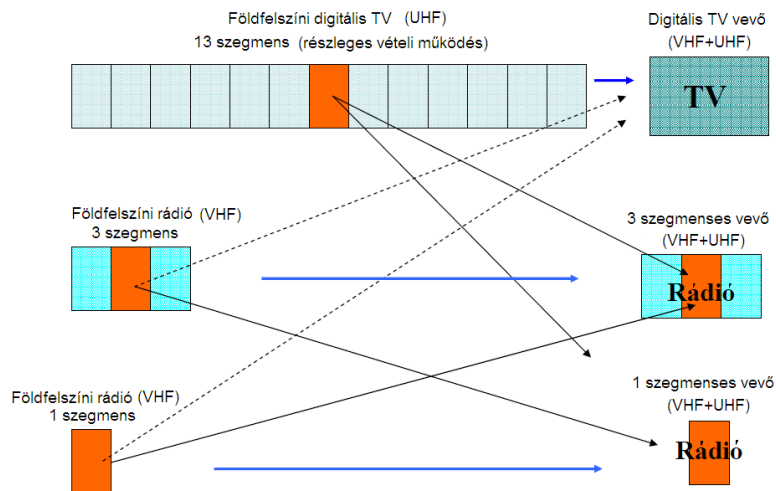 Földfelszíni digitális TV (UHF)
13 szegmens (részleges vételi működés)
Digitális TV vevő
(VHF+UHF)
TV
Földfelszíni rádió (VHF)
3 szegmens
3 szegmenses vevő
(VHF+UHF)
Rádió
Földfelszíni rádió (VHF)
1 szegmens
1 szegmenses vevő
(VHF+UHF)
Rádió